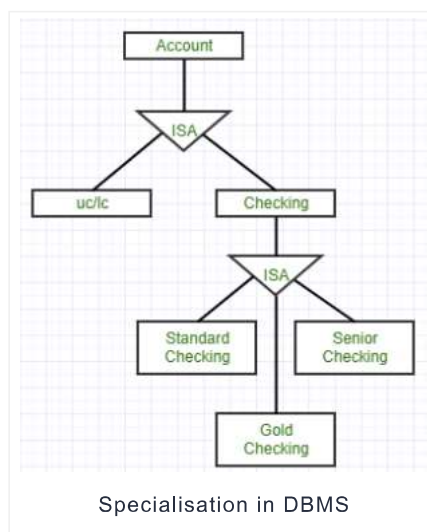 Account
ISA
uc/lc
Checking
ISA
Standard
Checking
Senior
Checking
Gold
Checking
Specialisation in DBMS